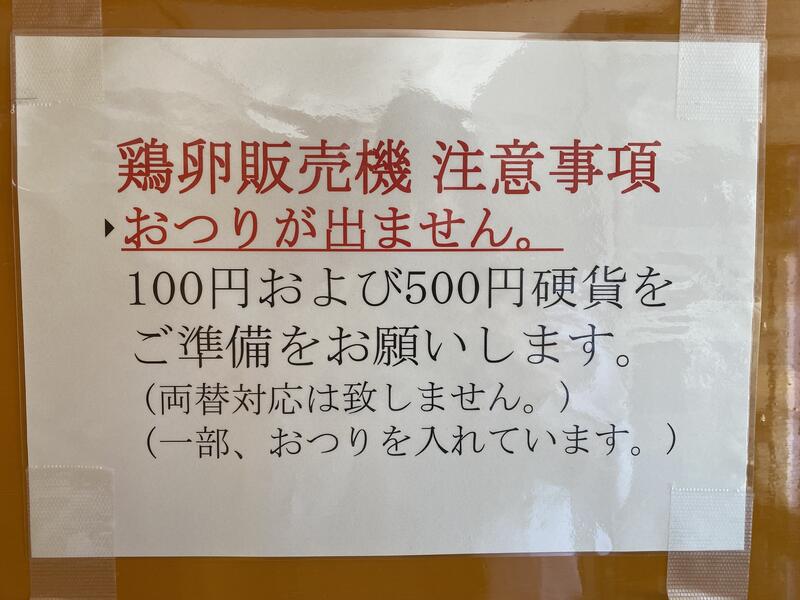 鶏卵販売機 注意事項
▶おつりが出ません。
100円および500円硬貨を
ご準備をお願いします。
（両替対応は致しません。）
（一部、おつりを入れています。）